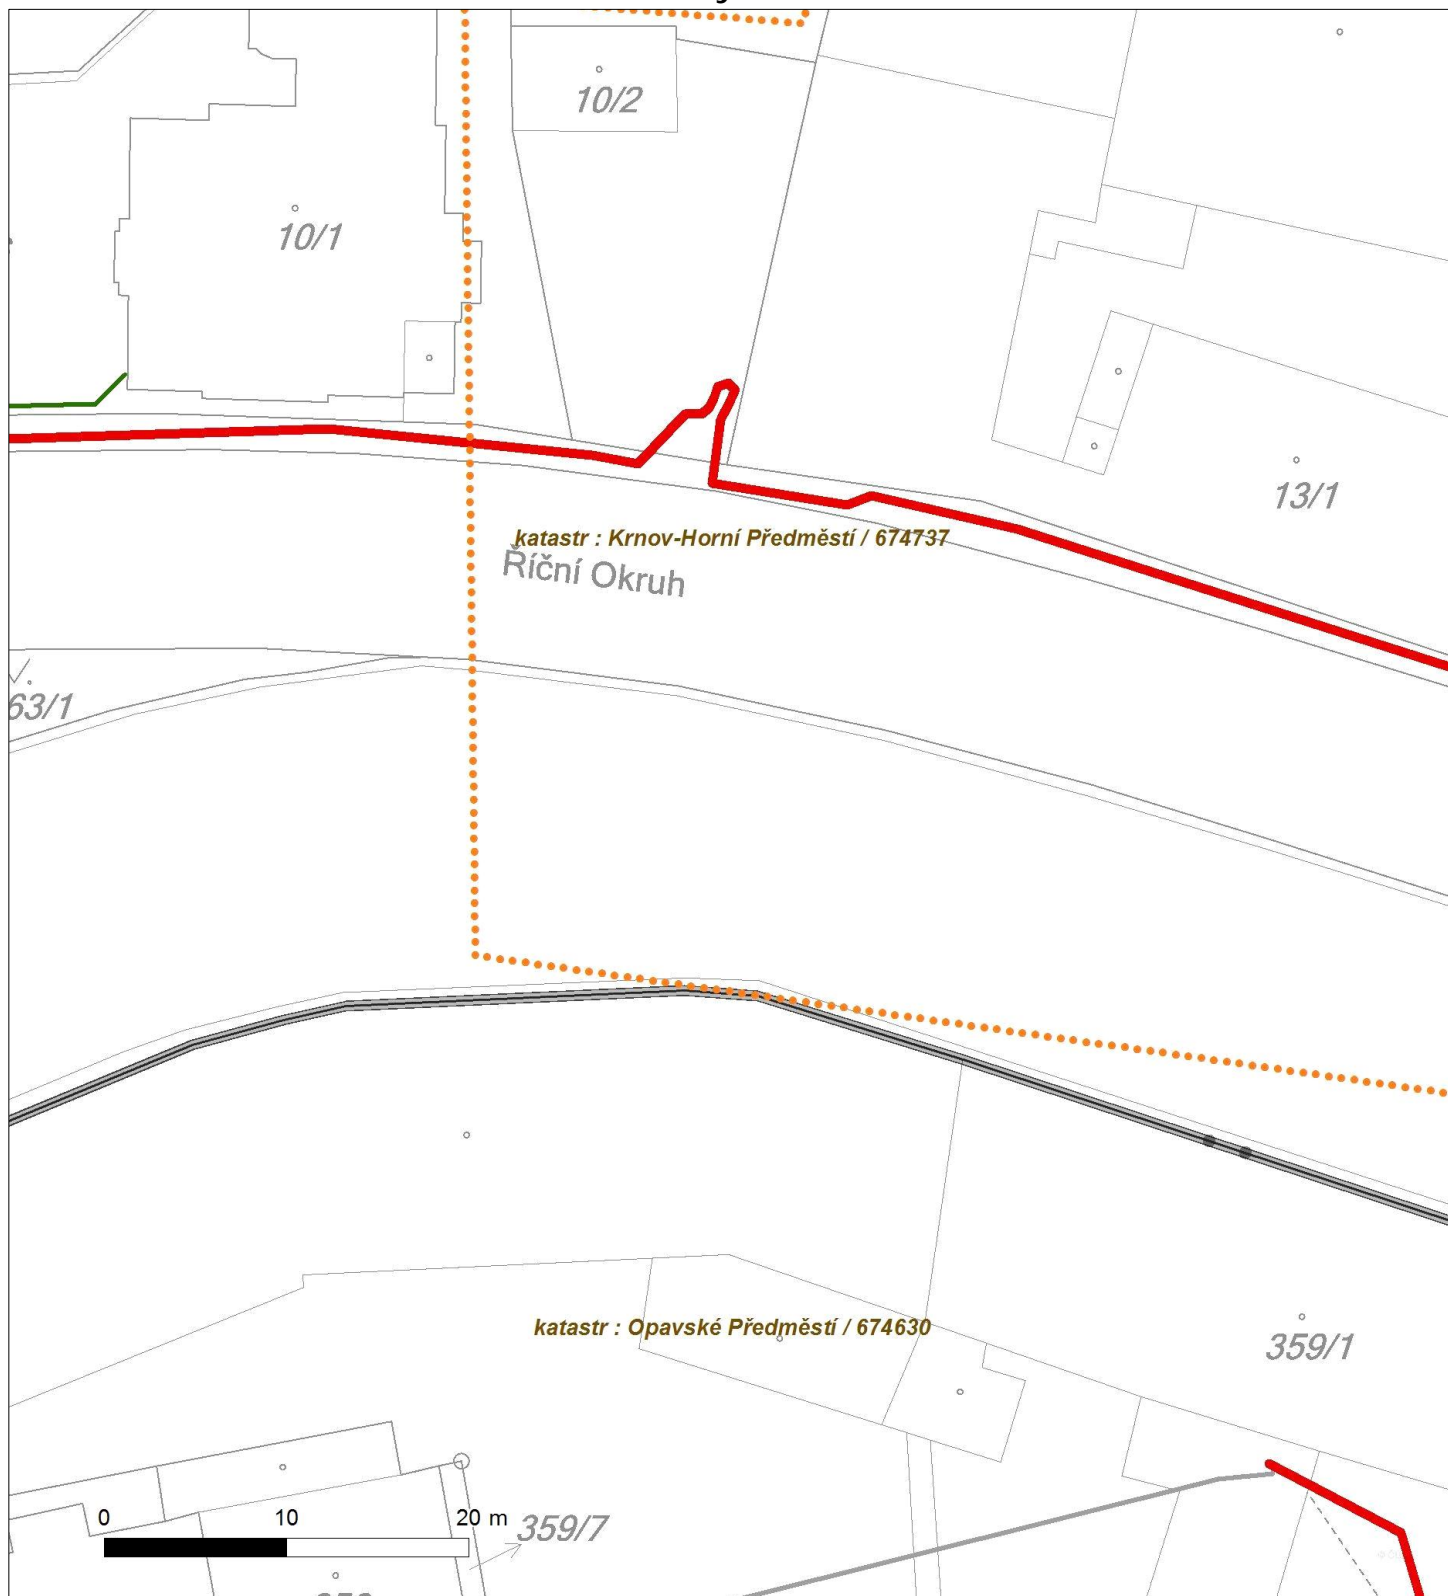 10/2
10/1
13/1
katastr : Krnov-Horní Předměstí / 674737
Říční Okruh
63/1
katastr : Opavské Předměstí / 674630
359/1
0 10 20 m
359/7